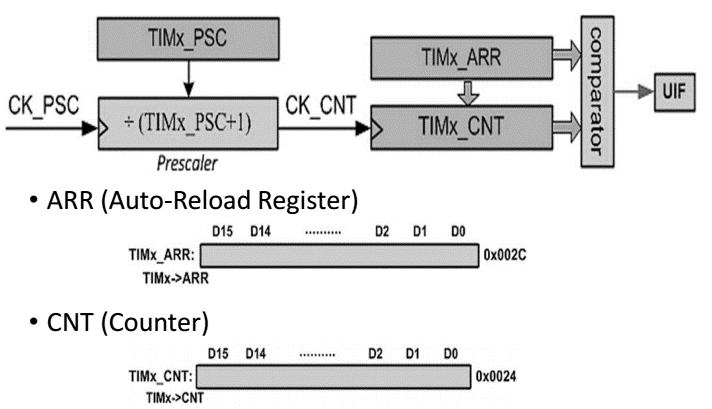 TIMx_PSC
TIMx_ARR
comparator
UIF
CK_PSC
÷ (TIMx_PSC+1)
CK_CNT
TIMx_CNT
Prescaler
• ARR (Auto-Reload Register)
D15 D14 .......... D2 D1 D0
TIMx_ARR: 0x002C
TIMx->ARR
• CNT (Counter)
D15 D14 .......... D2 D1 D0
TIMx_CNT: 0x0024
TIMx->CNT